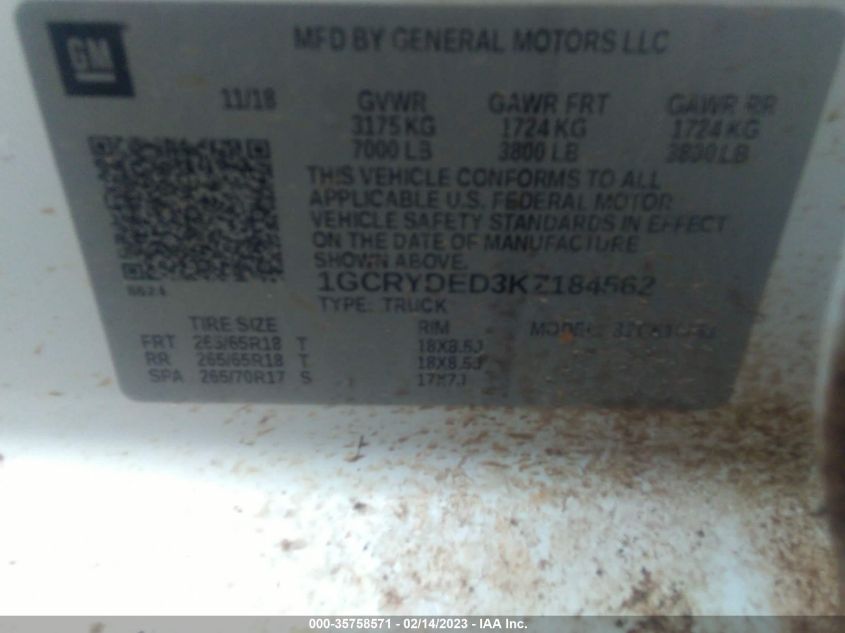 GM
MFD BY GENERAL MOTORS LLC
11/18 GVWR GAWR FRT GAWR RR
3175 KG 1724 KG 1724 KG
7000 LB 3800 LB 3800 LB
THIS VEHICLE CONFORMS TO ALL
APPLICABLE U.S. FEDERAL MOTOR
VEHICLE SAFETY STANDARDS IN EFFECT
ON THE DATE OF MANUFACTURE
SHOWN ABOVE.
1GCRYDED3KZ184562
TYPE: TRUCK
TIRE SIZE RIM MODEL:
FRT 265/65R18 T 18X8.5J
RR 265/65R18 T 18X8.5J
SPA 265/70R17 S 17X7J
000-35758571 - 02/14/2023 - IAA Inc.